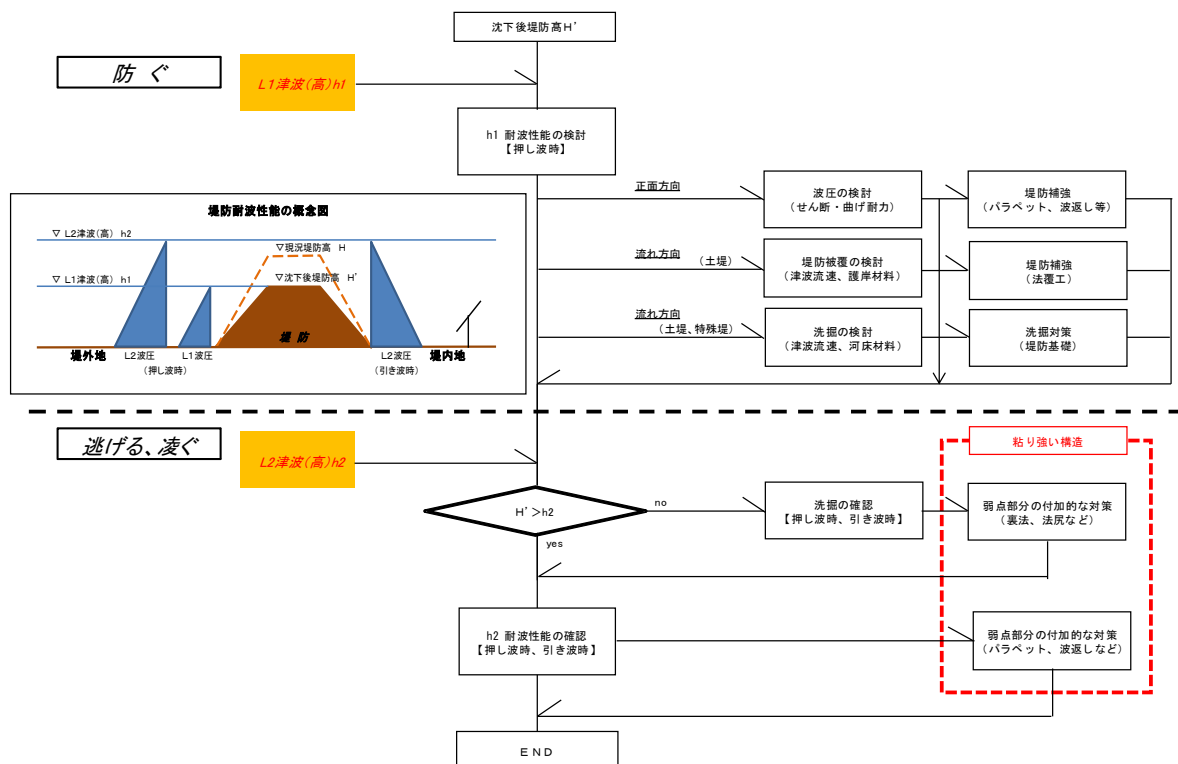 沈下後堤防高H’
防 ぐ
L1津波(高)h1
h1 耐波性能の検討
【押し波時】
正面方向
波圧の検討
(せん断・曲げ耐力)
堤防補強
(パラペット、波返し等)
流れ方向
(土堤)
堤防被覆の検討
(津波流速、護岸材料)
堤防補強
(法覆工)
流れ方向
(土堤、特殊堤)
洗掘の検討
(津波流速、河床材料)
洗掘対策
(堤防基礎)
堤防耐波性能の概念図
▽ L2津波(高) h2
▽現況堤防高 H
▽ L1津波(高) h1
▽沈下後堤防高 H’
堤 防
堤外地
L2波圧
(押し波時)
L1波圧
L2波圧
(引き波時)
堤内地
逃げる、凌ぐ
L2津波(高)h2
粘り強い構造
H’>h2
no
yes
洗掘の確認
【押し波時、引き波時】
弱点部分の付加的な対策
(裏法、法尻など)
h2 耐波性能の確認
【押し波時、引き波時】
弱点部分の付加的な対策
(パラペット、波返しなど)
END